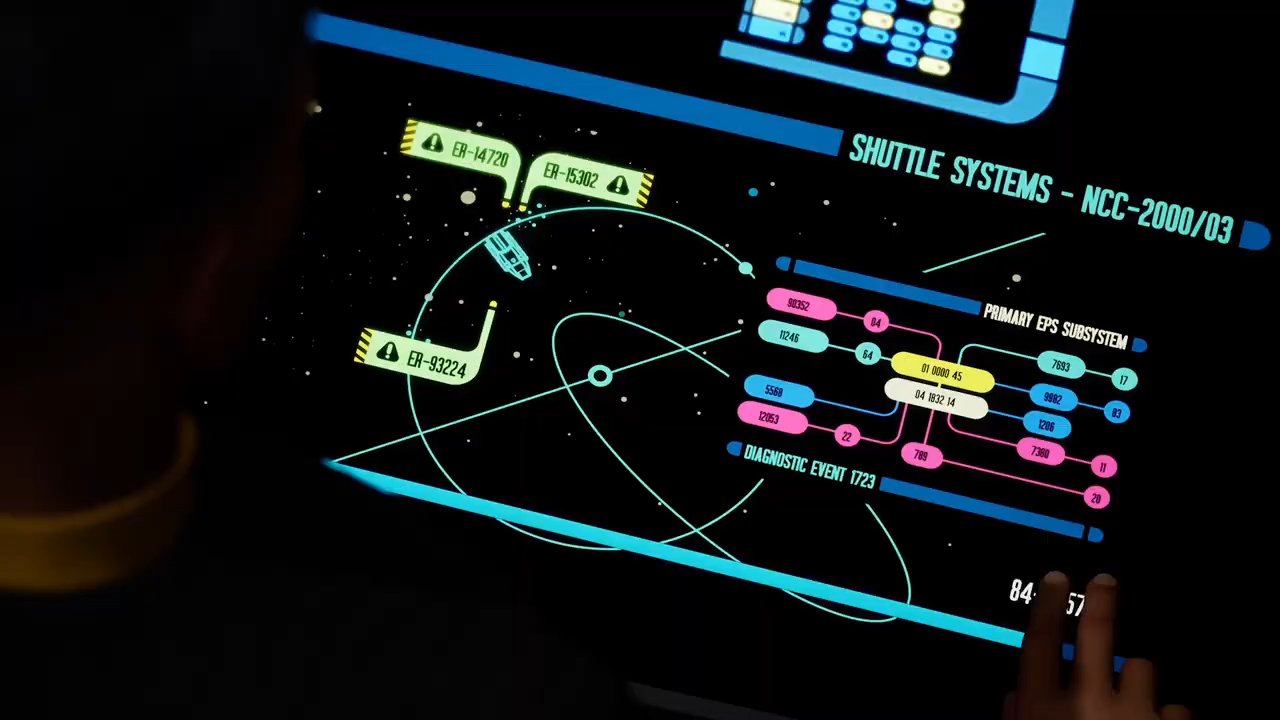 SHUTTLE SYSTEMS - NCC-2000/03
ER-14720
ER-15302
ER-93224
PRIMARY EPS SUBSYSTEM
90352
04
11246
64
01 0000 45
04 1832 14
7693
17
5568
9982
83
1206
12053
22
789
7360
11
20
DIAGNOSTIC EVENT 1723